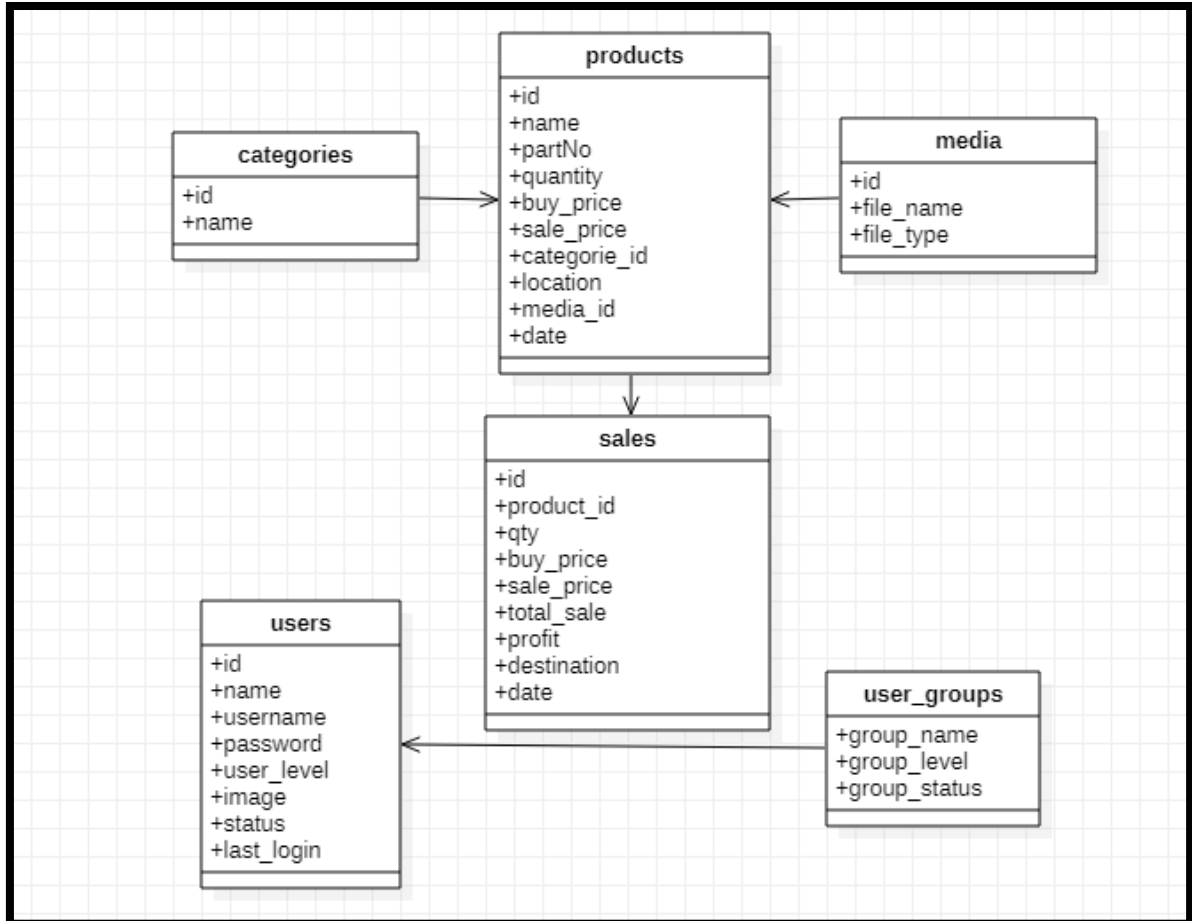 products
+id
+name
+partNo
+quantity
+buy_price
+sale_price
+categorie_id
+location
+media_id
+date
categories
+id
+name
media
+id
+file_name
+file_type
sales
+id
+product_id
+qty
+buy_price
+sale_price
+total_sale
+profit
+destination
+date
users
+id
+name
+username
+password
+user_level
+image
+status
+last_login
user_groups
+group_name
+group_level
+group_status